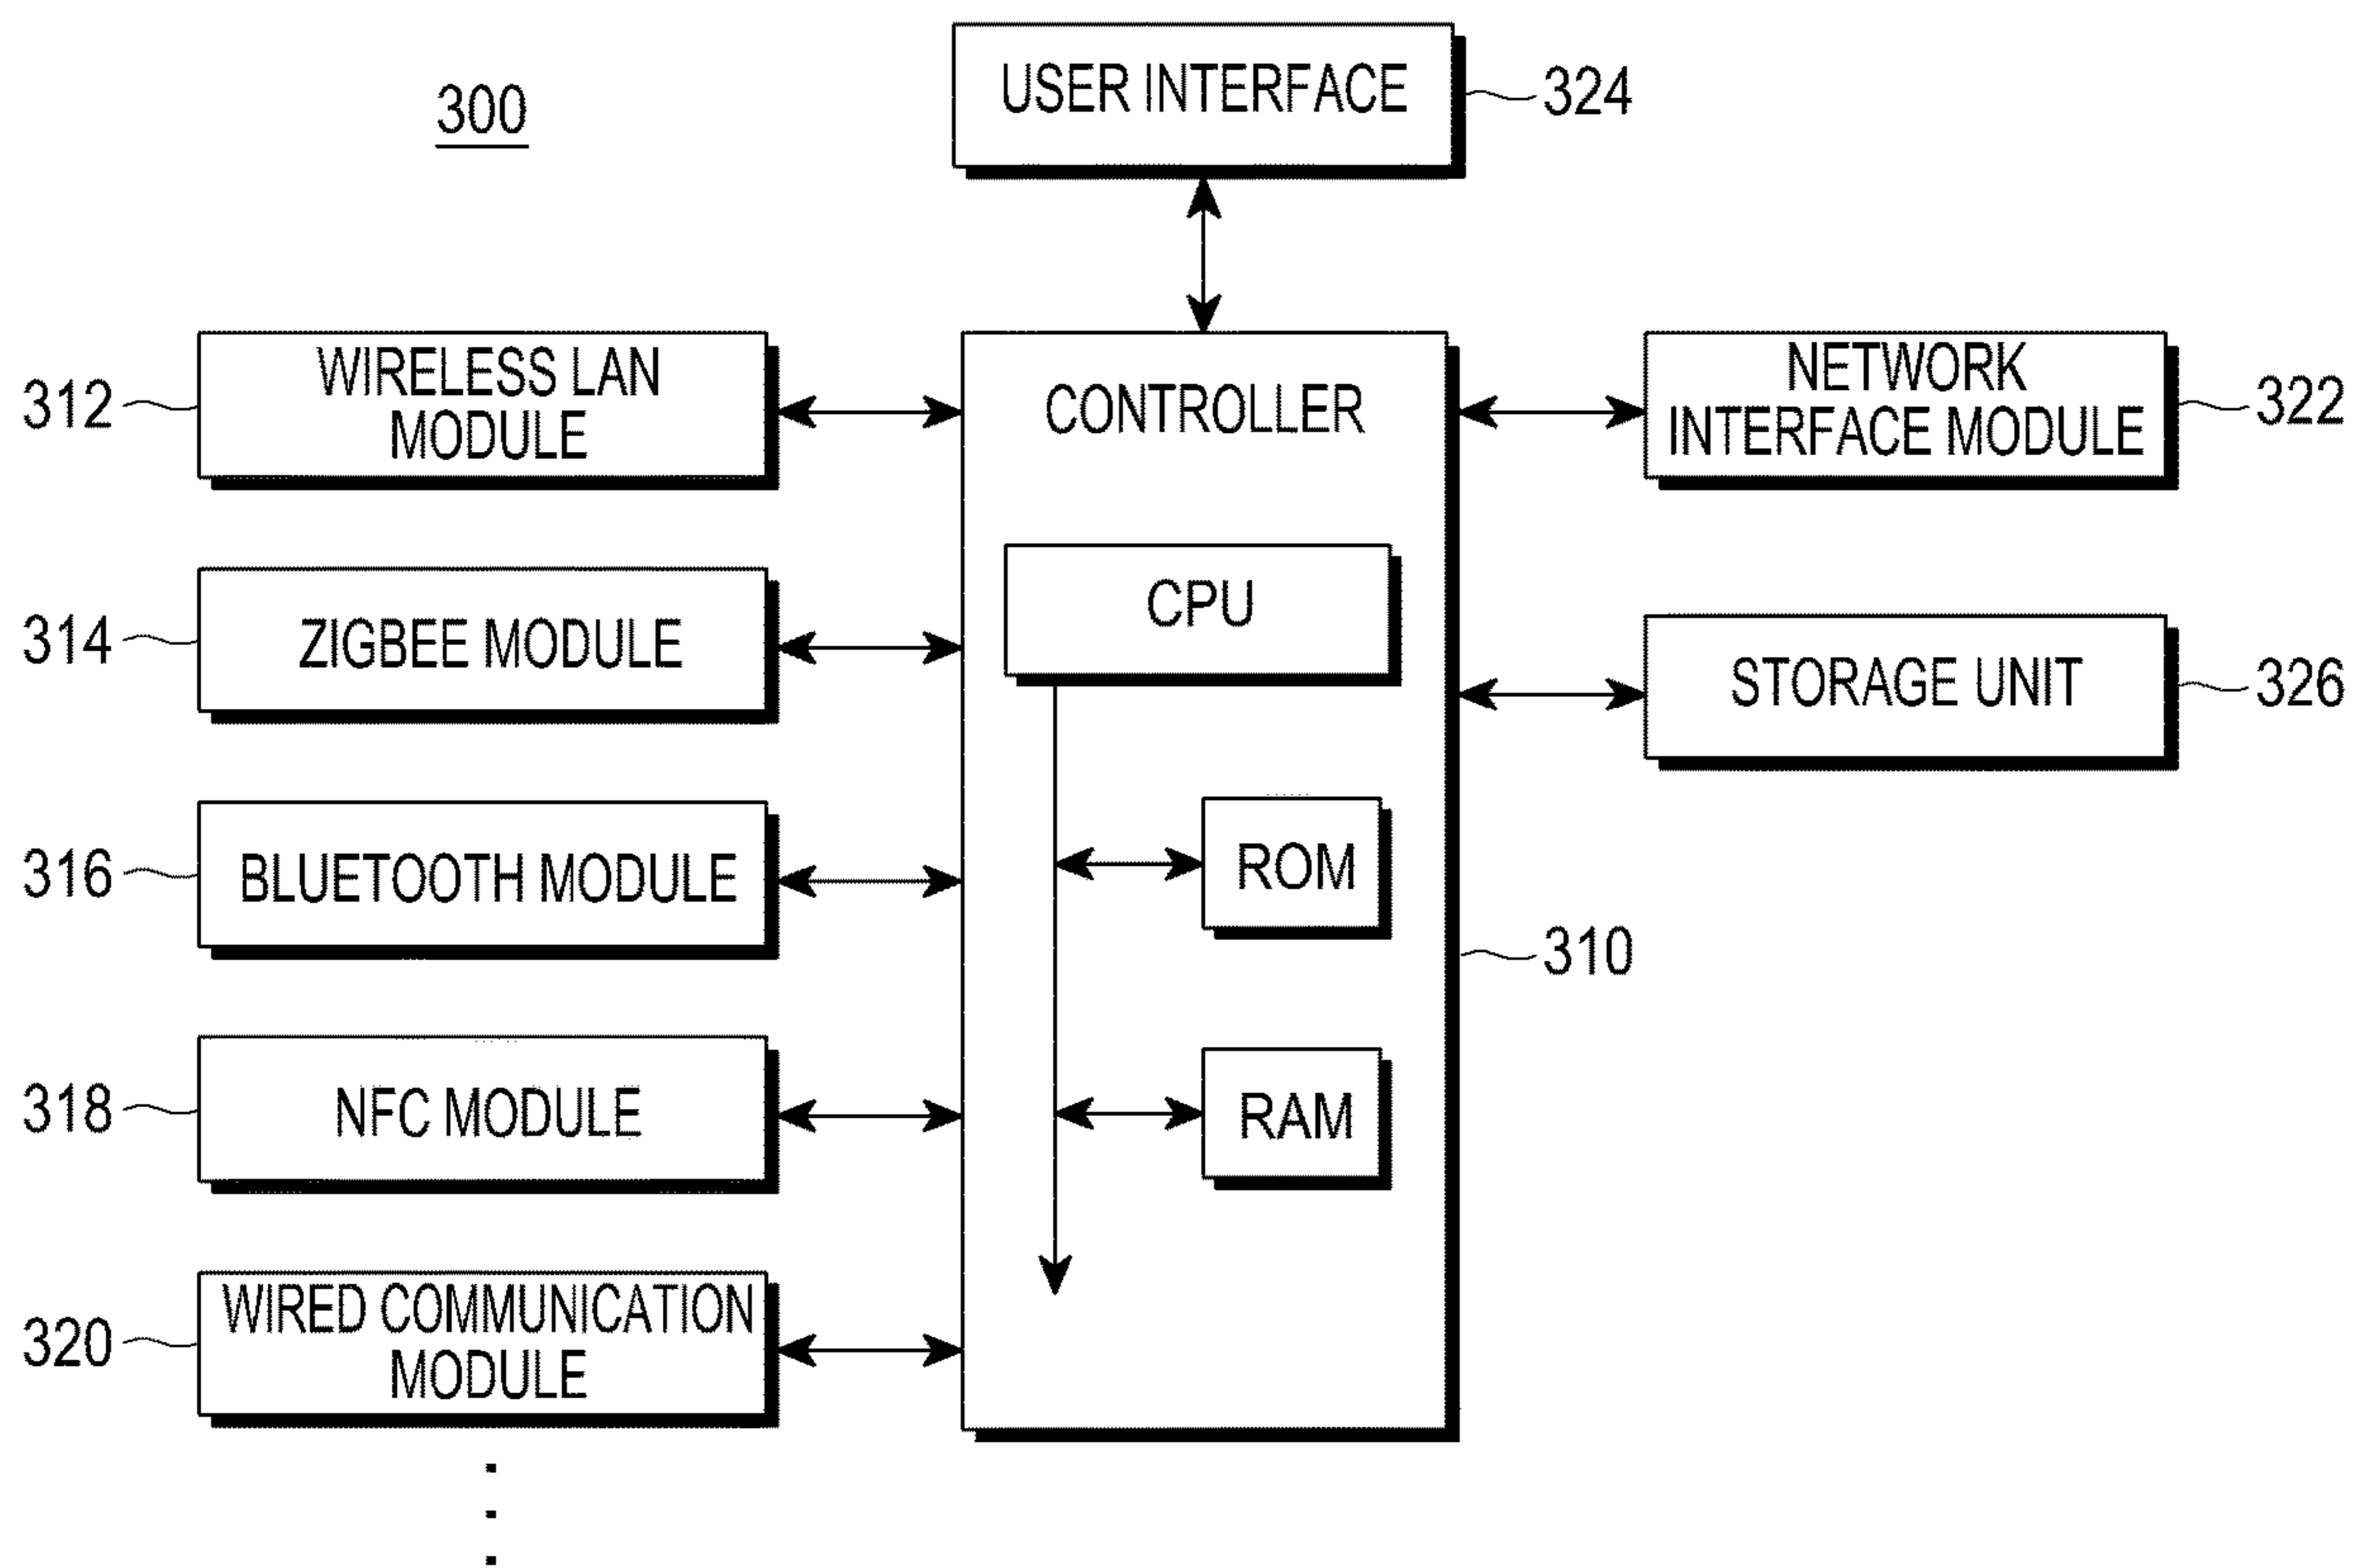 300
USER INTERFACE
324
312
WIRELESS LAN
MODULE
CONTROLLER
NETWORK
INTERFACE MODULE
322
314
ZIGBEE MODULE
CPU
STORAGE UNIT
326
316
BLUETOOTH MODULE
ROM
310
318
NFC MODULE
RAM
320
WIRED COMMUNICATION
MODULE